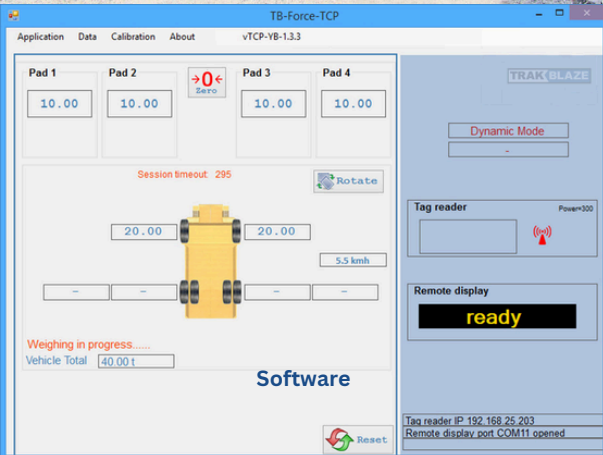 TB-Force-TCP
Application Data Calibration About vTCP-YB-1.3.3
Pad 1 Pad 2 Pad 3 Pad 4
10.00 10.00 →0← 10.00 10.00
Zero
TRAKBLAZE
Dynamic Mode
-
Session timeout 295
Rotate
20.00 20.00
5.5 kmh
- - - -
Weighing in progress......
Vehicle Total 40.00 t
Software
Reset
Tag reader Power=300
Remote display
ready
Tag reader IP 192.168.25.203
Remote display port COM11 opened